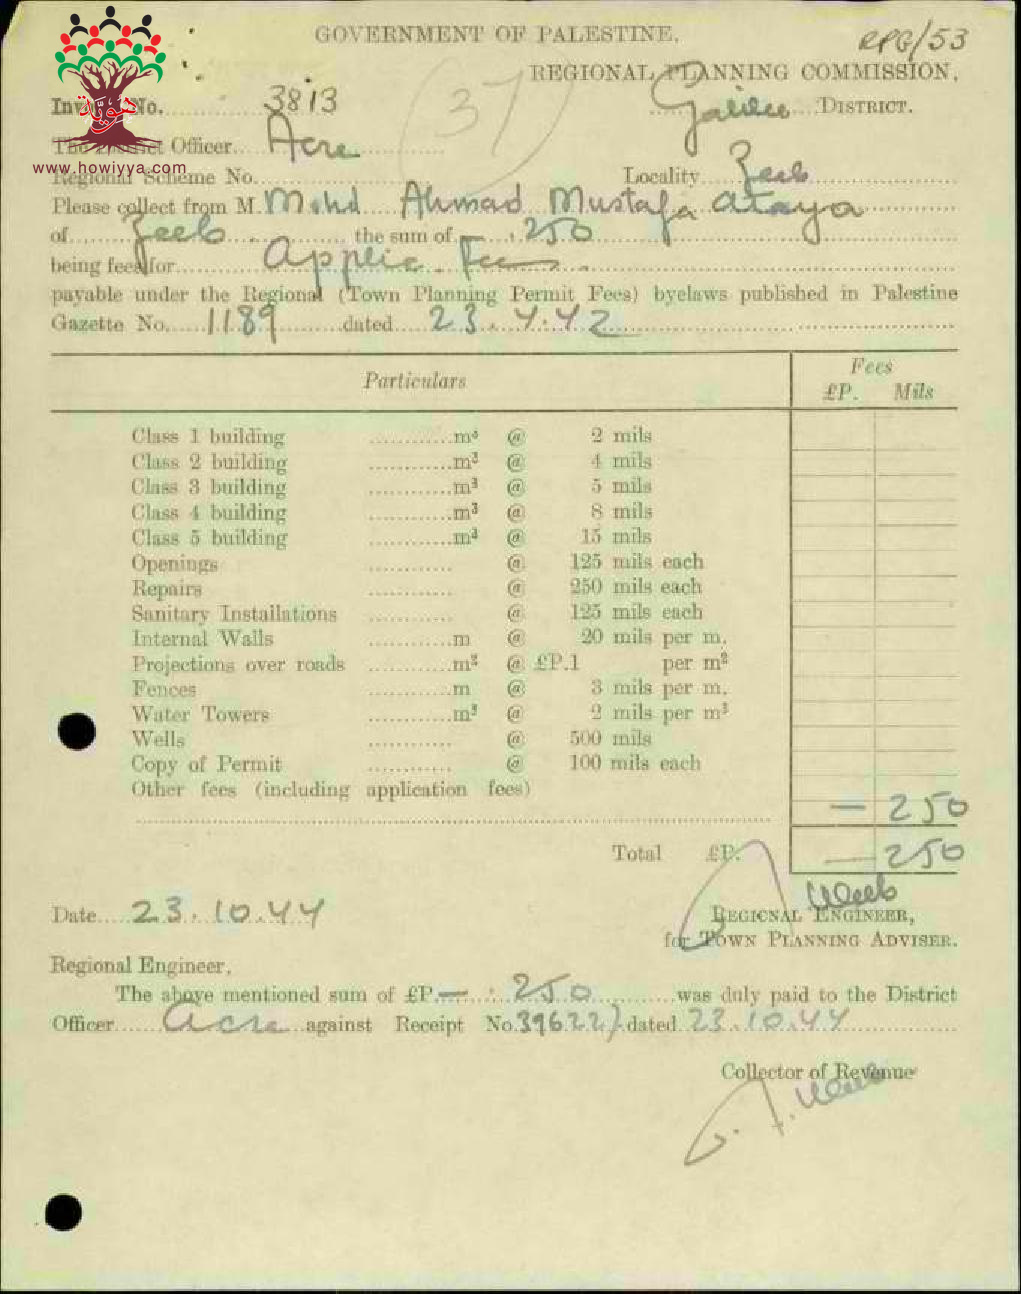 GOVERNMENT OF PALESTINE.
RPG/53
REGIONAL PLANNING COMMISSION,
37
Invoice No. 3813 Galilee DISTRICT.
هوية
The District Officer Acre
www.howiyya.com
Regional Scheme No. Locality Zeeb
Please collect from M. Mohd Ahmad Mustafa Ataya
of Zeeb the sum of — : 250
being fees for Applic. Fees
payable under the Regional (Town Planning Permit Fees) byelaws published in Palestine
Gazette No. 1189 dated 23.4.42
Particulars Fees
£P. Mils
Class 1 building m³ @ 2 mils
Class 2 building m³ @ 4 mils
Class 3 building m³ @ 5 mils
Class 4 building m³ @ 8 mils
Class 5 building m³ @ 15 mils
Openings @ 125 mils each
Repairs @ 250 mils each
Sanitary Installations @ 125 mils each
Internal Walls m @ 20 mils per m.
Projections over roads m² @ £P.1 per m²
Fences m @ 3 mils per m.
Water Towers m³ @ 2 mils per m³
Wells @ 500 mils
Copy of Permit @ 100 mils each
Other fees (including application fees)
— 250
Total £P. — 250
Date 23.10.44 REGIONAL ENGINEER,
for TOWN PLANNING ADVISER.
Regional Engineer,
The above mentioned sum of £P. — : 250 was duly paid to the District
Officer Acre against Receipt No. 396221 dated 23.10.44
Collector of Revenue